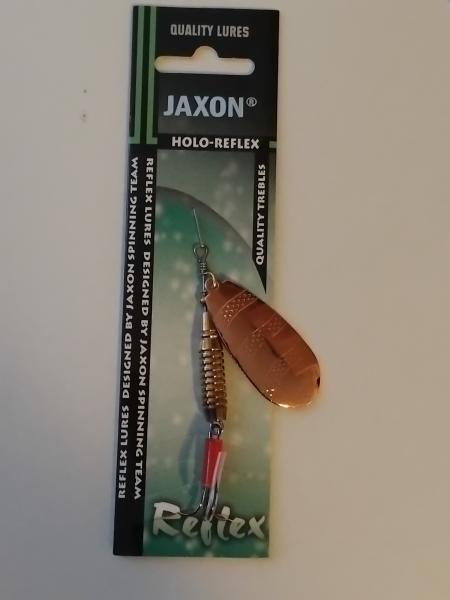 QUALITY LURES
JAXON®
HOLO-REFLEX
QUALITY TREBLES
REFLEX LURES DESIGNED BY JAXON SPINNING TEAM
REFLEX LURES DESIGNED BY JAXON SPINNING TEAM
Reflex